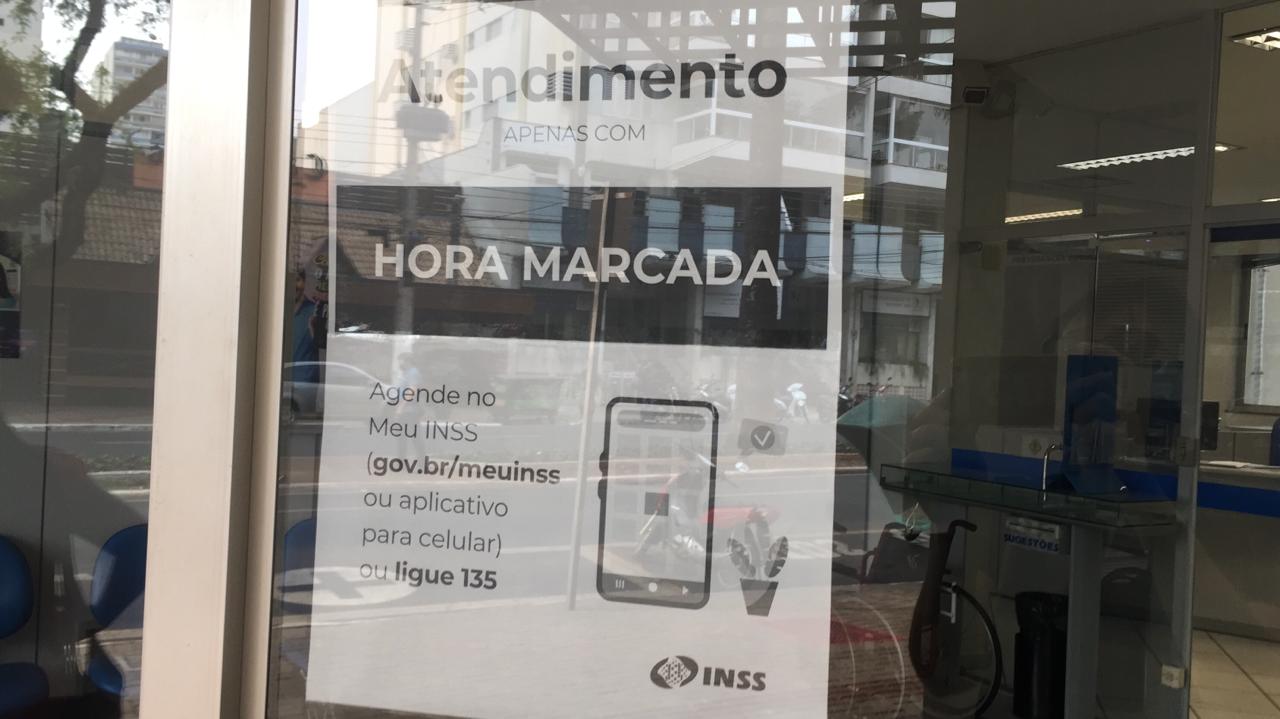 Atendimento
APENAS COM
HORA MARCADA
Agende no
Meu INSS
(gov.br/meuinss
ou aplicativo
para celular)
ou ligue 135
INSS
SUGESTÕES